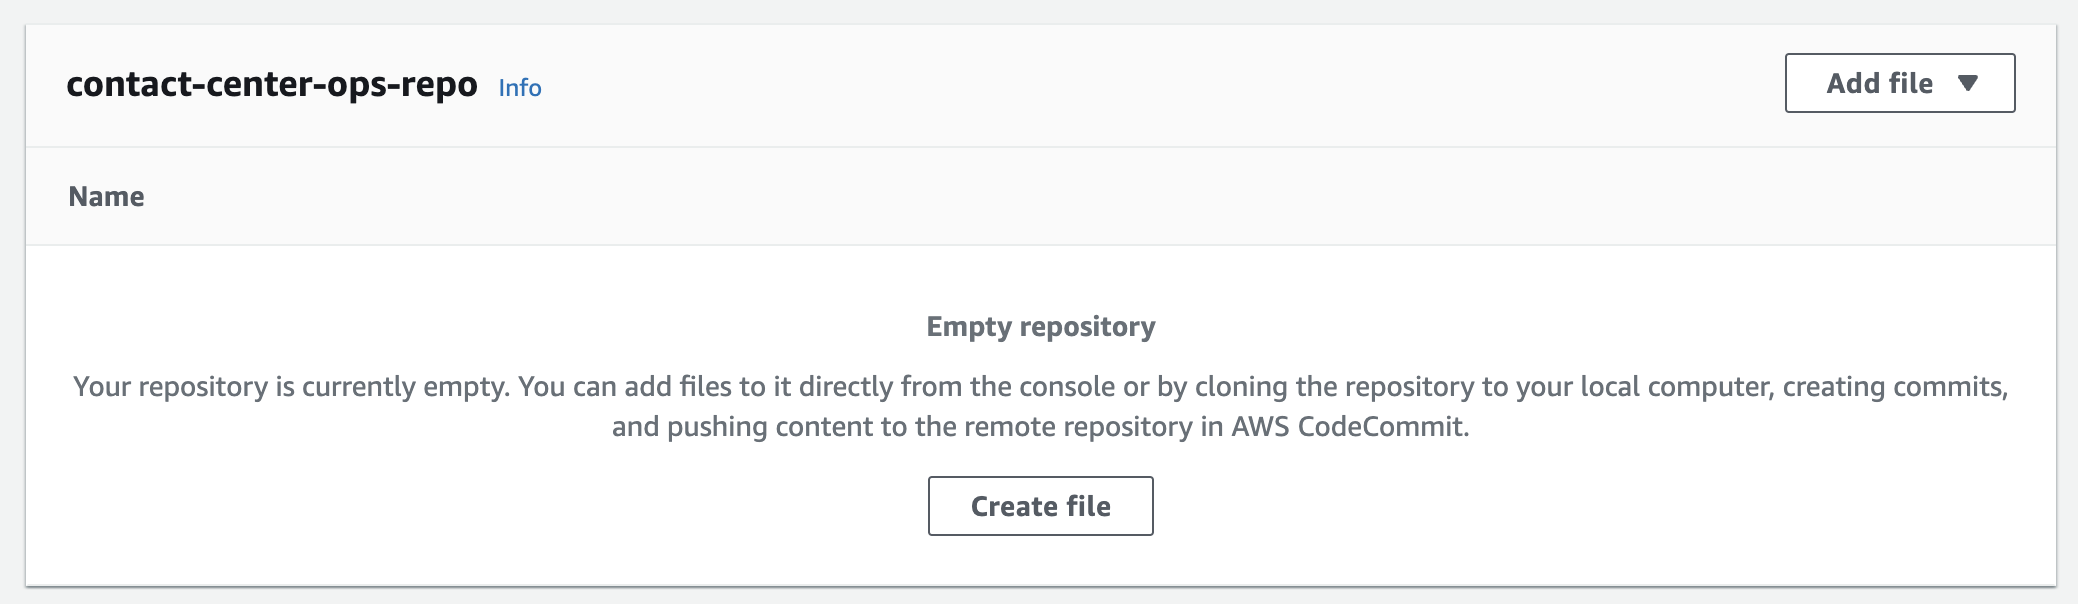 contact-center-ops-repo Info
Add file
Name
Empty repository
Your repository is currently empty. You can add files to it directly from the console or by cloning the repository to your local computer, creating commits,
and pushing content to the remote repository in AWS CodeCommit.
Create file